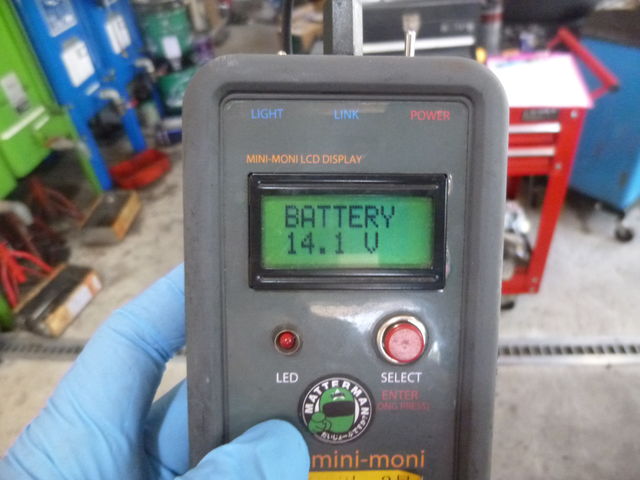 LIGHT LINK POWER
MINI-MONI LCD DISPLAY
BATTERY
14.1 V
LED SELECT
ENTER
(LONG PRESS)
MATTERMAN
mini-moni